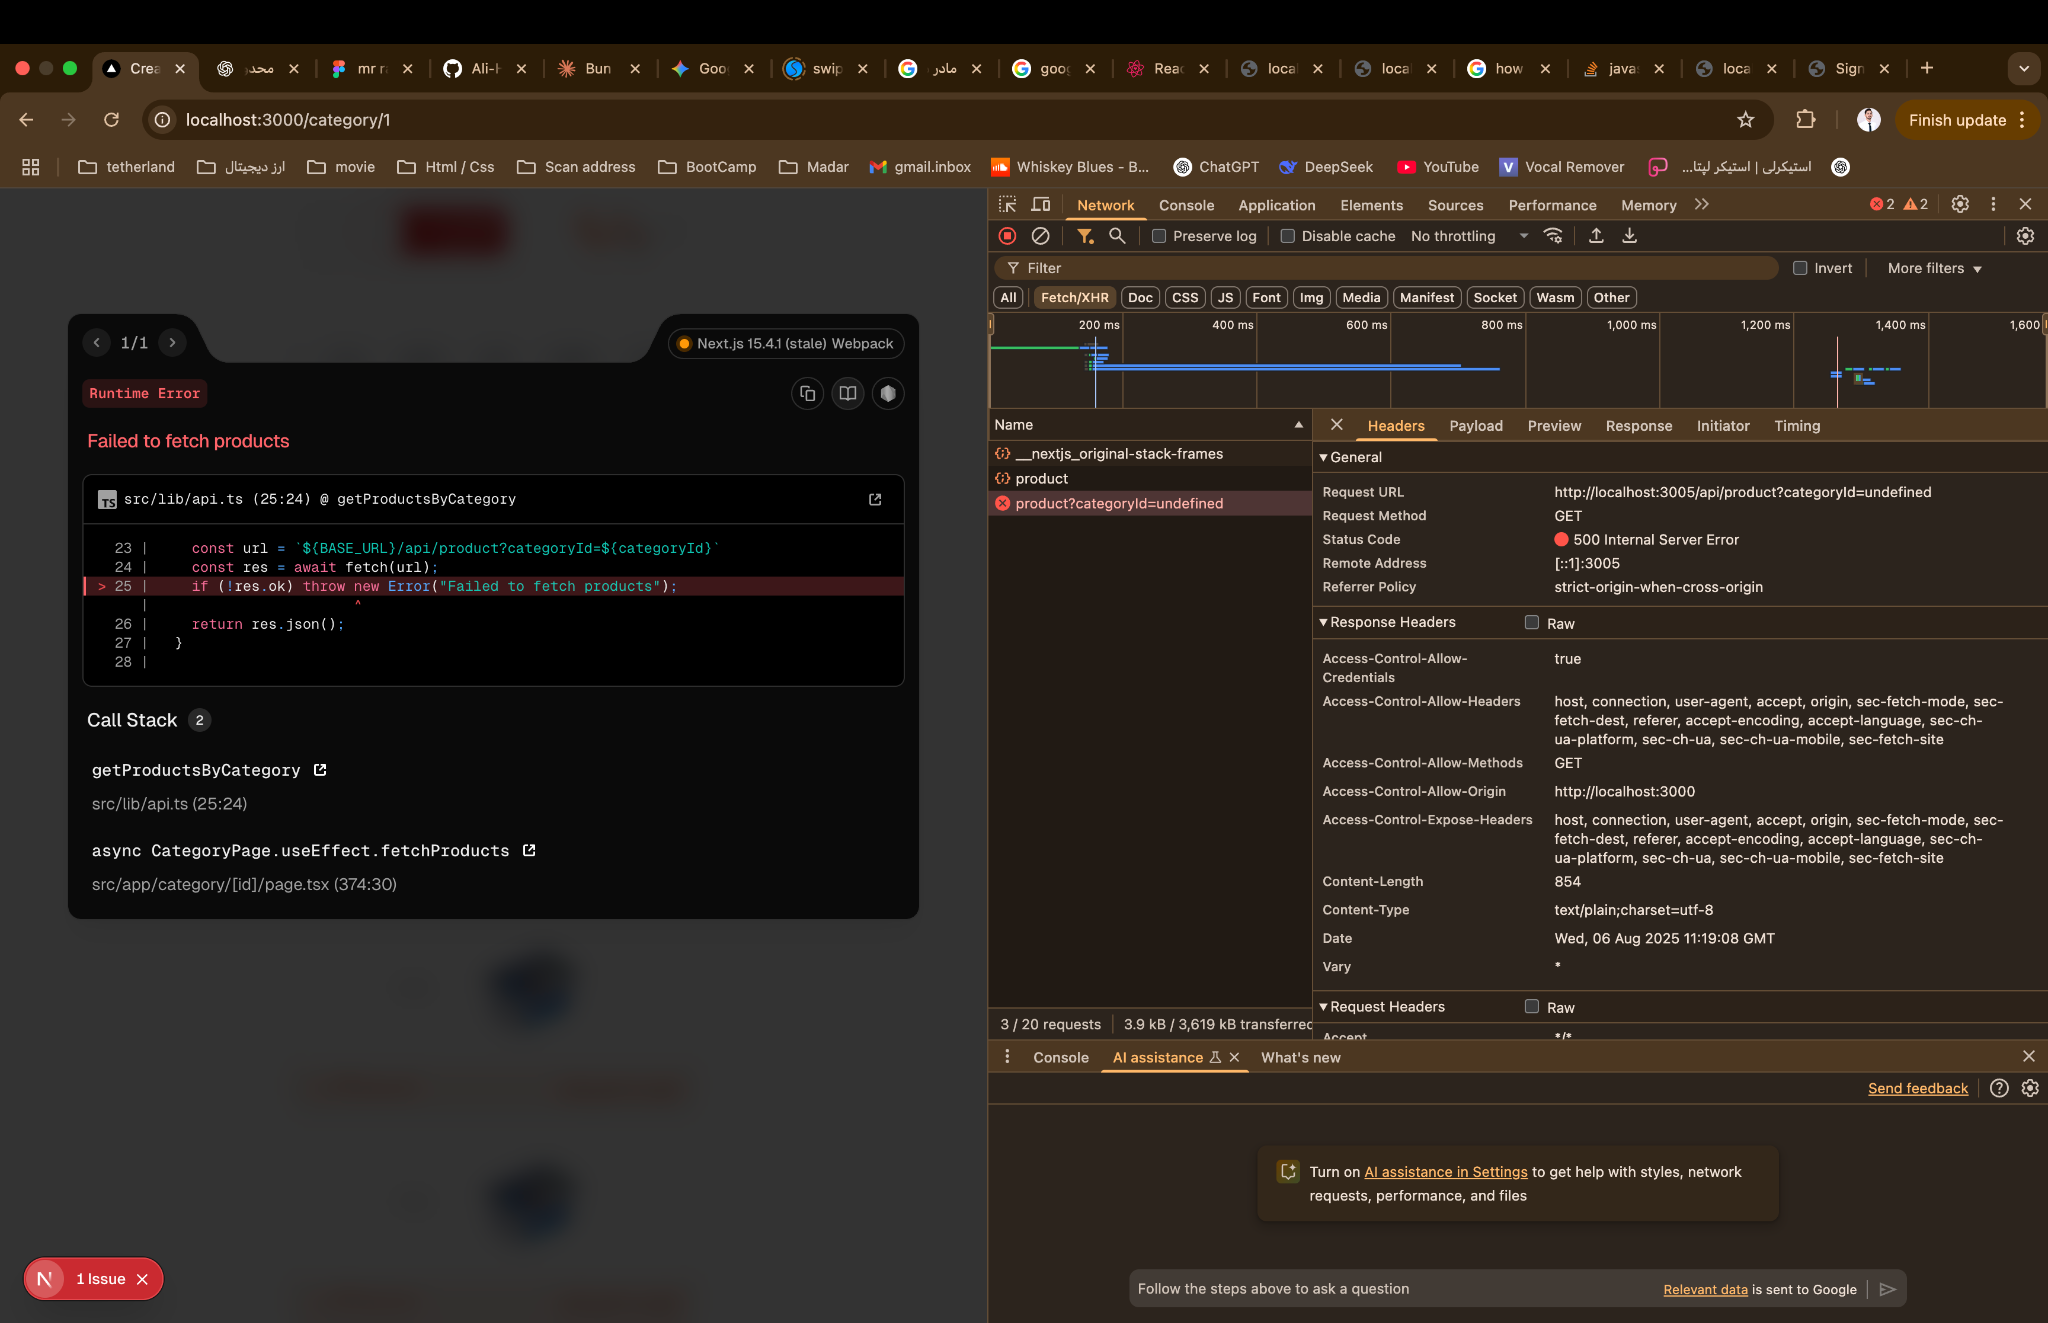 Crea
محد
mr r
Ali-H
Bun
Goo
swip
مادر
goog
Reac
local
local
how
java
local
Sign
localhost:3000/category/1
Finish update
tetherland
ارز دیجیتال
movie
Html / Css
Scan address
BootCamp
Madar
gmail.inbox
Whiskey Blues - B...
ChatGPT
DeepSeek
YouTube
Vocal Remover
استیکرلی | استیکر لپتا...
Network
Console
Application
Elements
Sources
Performance
Memory
2
2
Preserve log
Disable cache
No throttling
Filter
Invert
More filters
All
Fetch/XHR
Doc
CSS
JS
Font
Img
Media
Manifest
Socket
Wasm
Other
200 ms
400 ms
600 ms
800 ms
1,000 ms
1,200 ms
1,400 ms
1,600
Name
__nextjs_original-stack-frames
product
product?categoryId=undefined
3 / 20 requests
3.9 kB / 3,619 kB transferred
Headers
Payload
Preview
Response
Initiator
Timing
General
Request URL
http://localhost:3005/api/product?categoryId=undefined
Request Method
GET
Status Code
500 Internal Server Error
Remote Address
[::1]:3005
Referrer Policy
strict-origin-when-cross-origin
Response Headers
Raw
Access-Control-Allow-
Credentials
true
Access-Control-Allow-Headers
host, connection, user-agent, accept, origin, sec-fetch-mode, sec-
fetch-dest, referer, accept-encoding, accept-language, sec-ch-
ua-platform, sec-ch-ua, sec-ch-ua-mobile, sec-fetch-site
Access-Control-Allow-Methods
GET
Access-Control-Allow-Origin
http://localhost:3000
Access-Control-Expose-Headers
host, connection, user-agent, accept, origin, sec-fetch-mode, sec-
fetch-dest, referer, accept-encoding, accept-language, sec-ch-
ua-platform, sec-ch-ua, sec-ch-ua-mobile, sec-fetch-site
Content-Length
854
Content-Type
text/plain;charset=utf-8
Date
Wed, 06 Aug 2025 11:19:08 GMT
Vary
*
Request Headers
Raw
Accept
*/*
Console
AI assistance
What's new
Send feedback
Turn on AI assistance in Settings to get help with styles, network
requests, performance, and files
Follow the steps above to ask a question
Relevant data is sent to Google
1/1
Next.js 15.4.1 (stale) Webpack
Runtime Error
Failed to fetch products
TS src/lib/api.ts (25:24) @ getProductsByCategory
23 | const url = `${BASE_URL}/api/product?categoryId=${categoryId}`
24 | const res = await fetch(url);
> 25 | if (!res.ok) throw new Error("Failed to fetch products");
| ^
26 | return res.json();
27 | }
28 |
Call Stack 2
getProductsByCategory
src/lib/api.ts (25:24)
async CategoryPage.useEffect.fetchProducts
src/app/category/[id]/page.tsx (374:30)
N 1 Issue